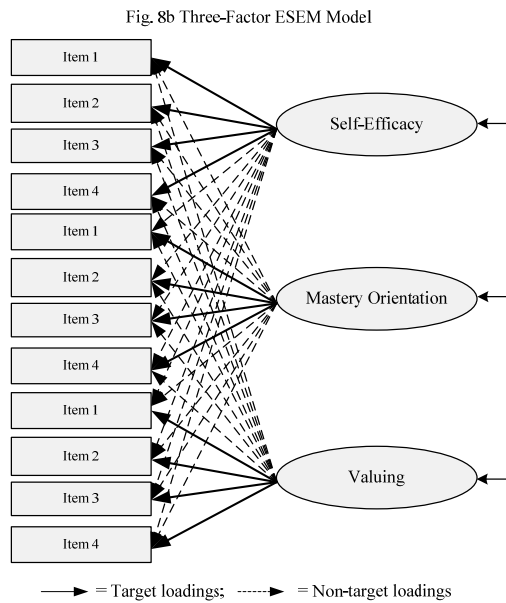 Fig. 8b Three-Factor ESEM Model
Item 1
Item 2
Item 3
Item 4
Item 1
Item 2
Item 3
Item 4
Item 1
Item 2
Item 3
Item 4
Self-Efficacy
Mastery Orientation
Valuing
= Target loadings; = Non-target loadings